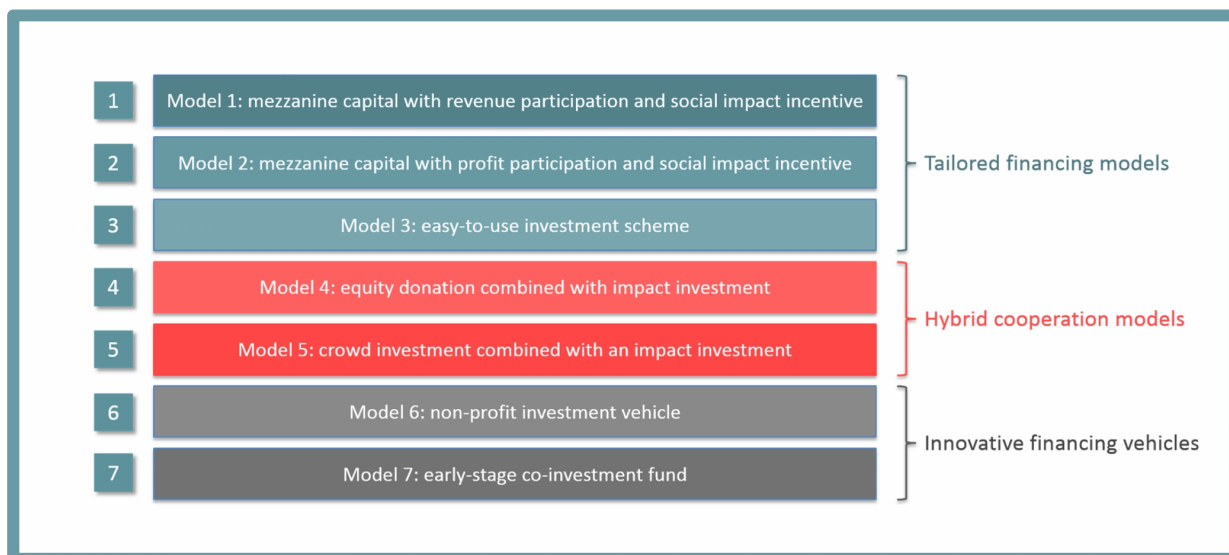 1
Model 1: mezzanine capital with revenue participation and social impact incentive
2
Model 2: mezzanine capital with profit participation and social impact incentive
Tailored financing models
3
Model 3: easy-to-use investment scheme
4
Model 4: equity donation combined with impact investment
Hybrid cooperation models
5
Model 5: crowd investment combined with an impact investment
6
Model 6: non-profit investment vehicle
Innovative financing vehicles
7
Model 7: early-stage co-investment fund